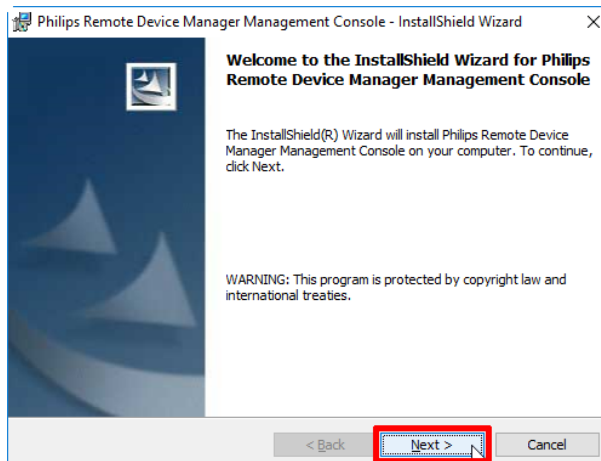 Philips Remote Device Manager Management Console - InstallShield Wizard
Welcome to the InstallShield Wizard for Philips
Remote Device Manager Management Console
The InstallShield(R) Wizard will install Philips Remote Device
Manager Management Console on your computer. To continue,
click Next.
WARNING: This program is protected by copyright law and
international treaties.
< Back
Next >
Cancel